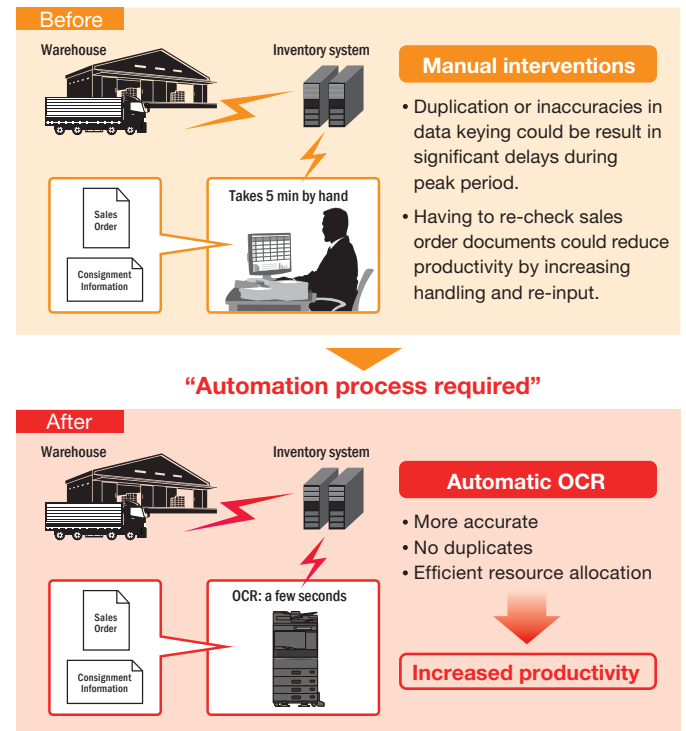 Before
Warehouse
Inventory system
Manual interventions
• Duplication or inaccuracies in
data keying could be result in
significant delays during
peak period.
• Having to re-check sales
order documents could reduce
productivity by increasing
handling and re-input.
Sales
Order
Consignment
Information
Takes 5 min by hand
“Automation process required”
After
Warehouse
Inventory system
Automatic OCR
• More accurate
• No duplicates
• Efficient resource allocation
Increased productivity
Sales
Order
Consignment
Information
OCR: a few seconds